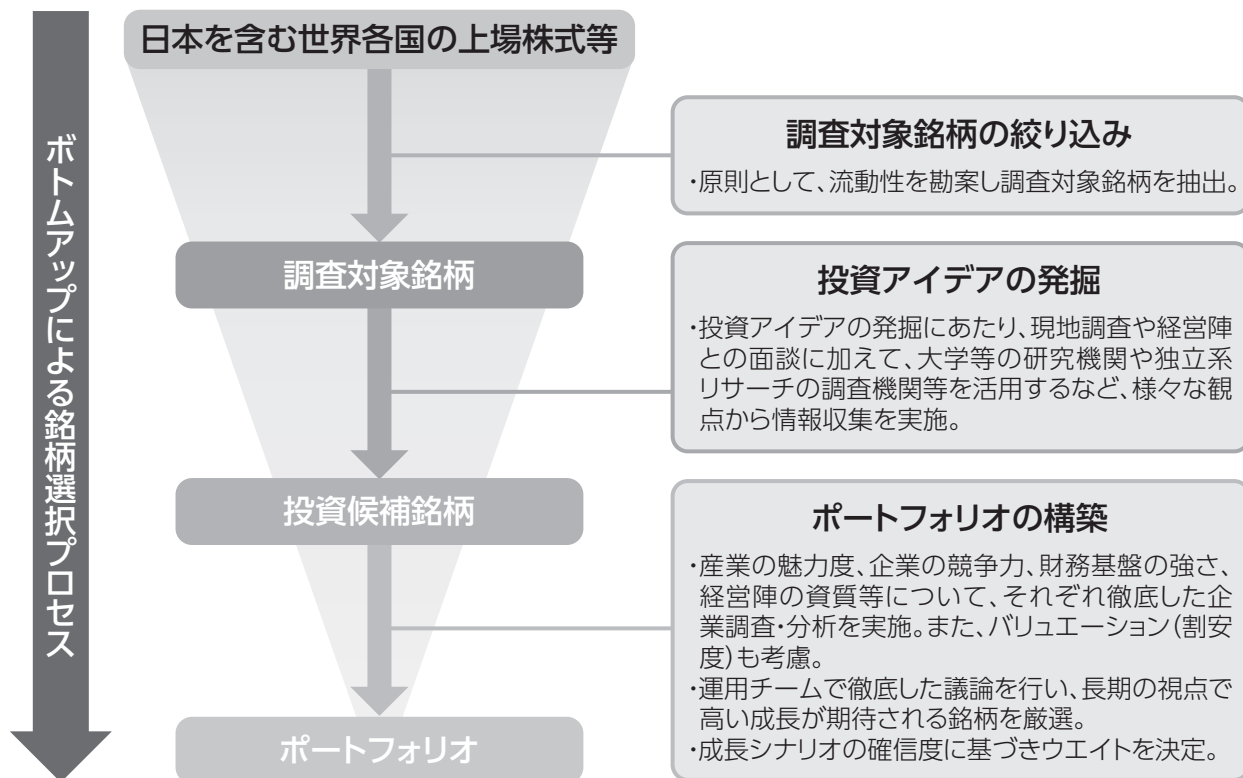 日本を含む世界各国の上場株式等
ボトムアップによる銘柄選択プロセス
調査対象銘柄の絞り込み
・原則として、流動性を勘案し調査対象銘柄を抽出。
調査対象銘柄
投資アイデアの発掘
・投資アイデアの発掘にあたり、現地調査や経営陣
との面談に加えて、大学等の研究機関や独立系
リサーチの調査機関等を活用するなど、様々な観
点から情報収集を実施。
投資候補銘柄
ポートフォリオの構築
・産業の魅力度、企業の競争力、財務基盤の強さ、
経営陣の資質等について、それぞれ徹底した企
業調査・分析を実施。また、バリュエーション(割安
度)も考慮。
・運用チームで徹底した議論を行い、長期の視点で
高い成長が期待される銘柄を厳選。
・成長シナリオの確信度に基づきウエイトを決定。
ポートフォリオ